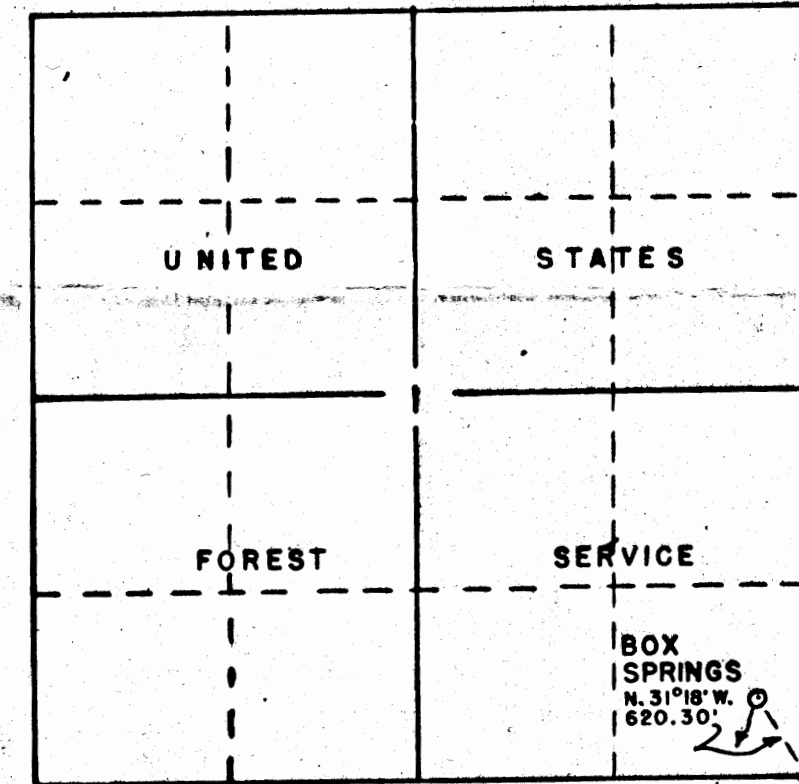 UNITED STATES
FOREST SERVICE
BOX
SPRINGS
N. 31°18' W.
620.30'